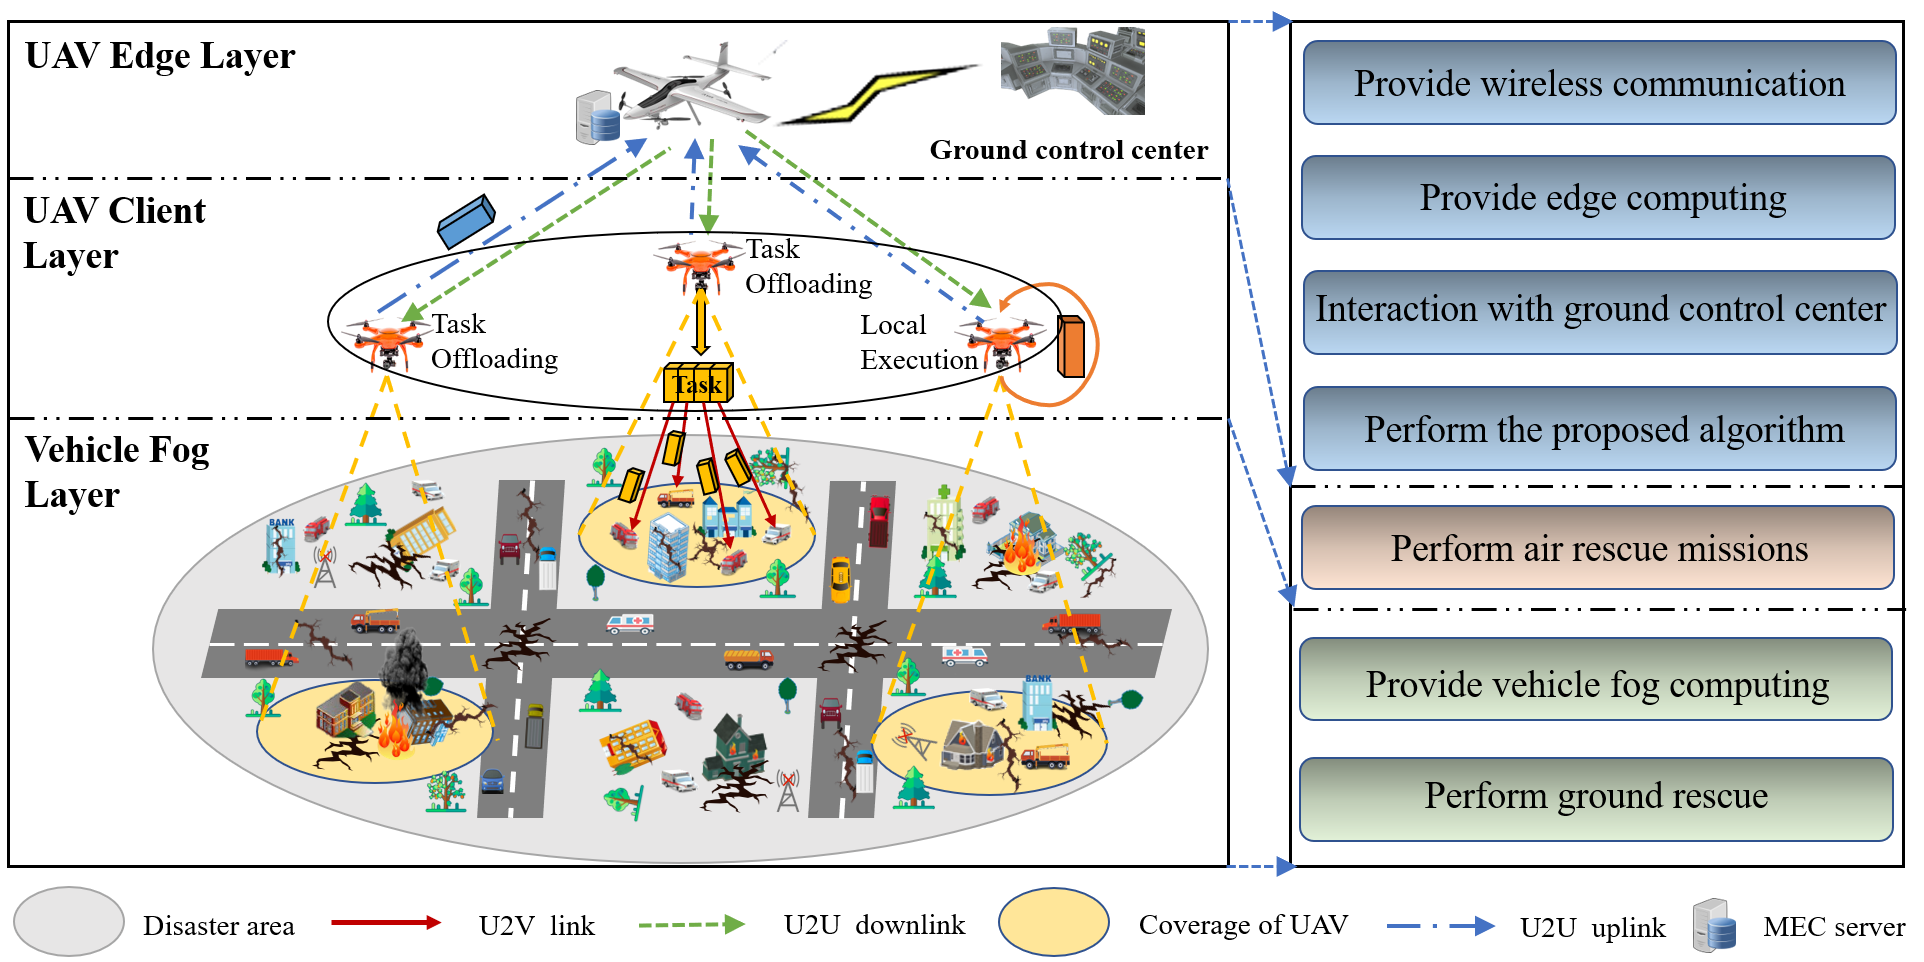 UAV Edge Layer
Ground control center
UAV Client
Layer
Task
Offloading
Task
Offloading
Local
Execution
Task
Vehicle Fog
Layer
BANK
BANK
Provide wireless communication
Provide edge computing
Interaction with ground control center
Perform the proposed algorithm
Perform air rescue missions
Provide vehicle fog computing
Perform ground rescue
Disaster area
U2V link
U2U downlink
Coverage of UAV
U2U uplink
MEC server